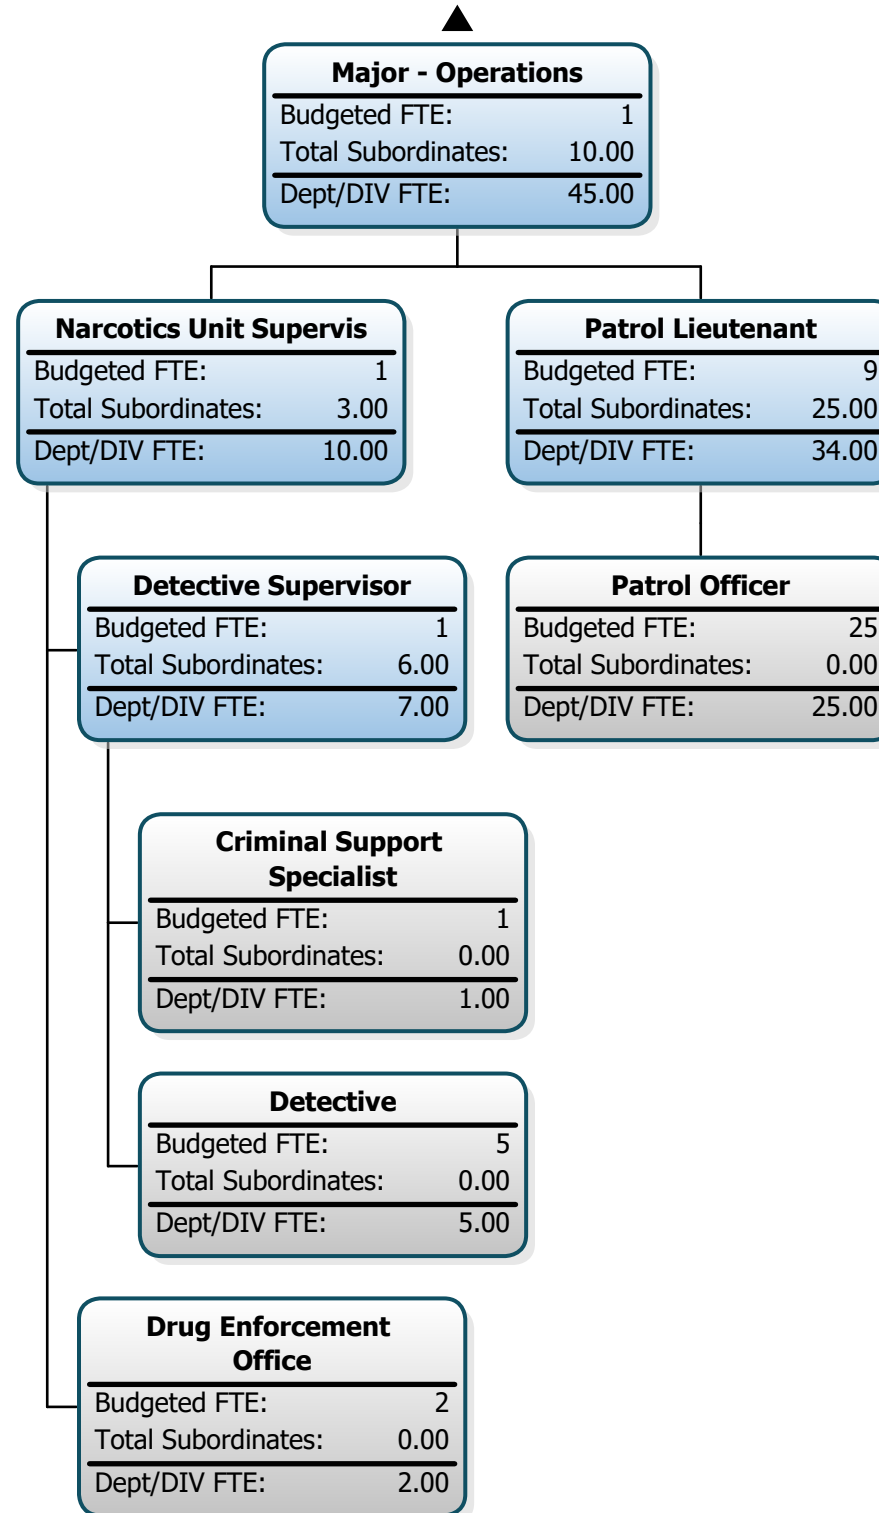 Major - Operations
Budgeted FTE: 1
Total Subordinates: 10.00
Dept/DIV FTE: 45.00
Narcotics Unit Supervis
Budgeted FTE: 1
Total Subordinates: 3.00
Dept/DIV FTE: 10.00
Patrol Lieutenant
Budgeted FTE: 9
Total Subordinates: 25.00
Dept/DIV FTE: 34.00
Detective Supervisor
Budgeted FTE: 1
Total Subordinates: 6.00
Dept/DIV FTE: 7.00
Patrol Officer
Budgeted FTE: 25
Total Subordinates: 0.00
Dept/DIV FTE: 25.00
Criminal Support
Specialist
Budgeted FTE: 1
Total Subordinates: 0.00
Dept/DIV FTE: 1.00
Detective
Budgeted FTE: 5
Total Subordinates: 0.00
Dept/DIV FTE: 5.00
Drug Enforcement
Office
Budgeted FTE: 2
Total Subordinates: 0.00
Dept/DIV FTE: 2.00